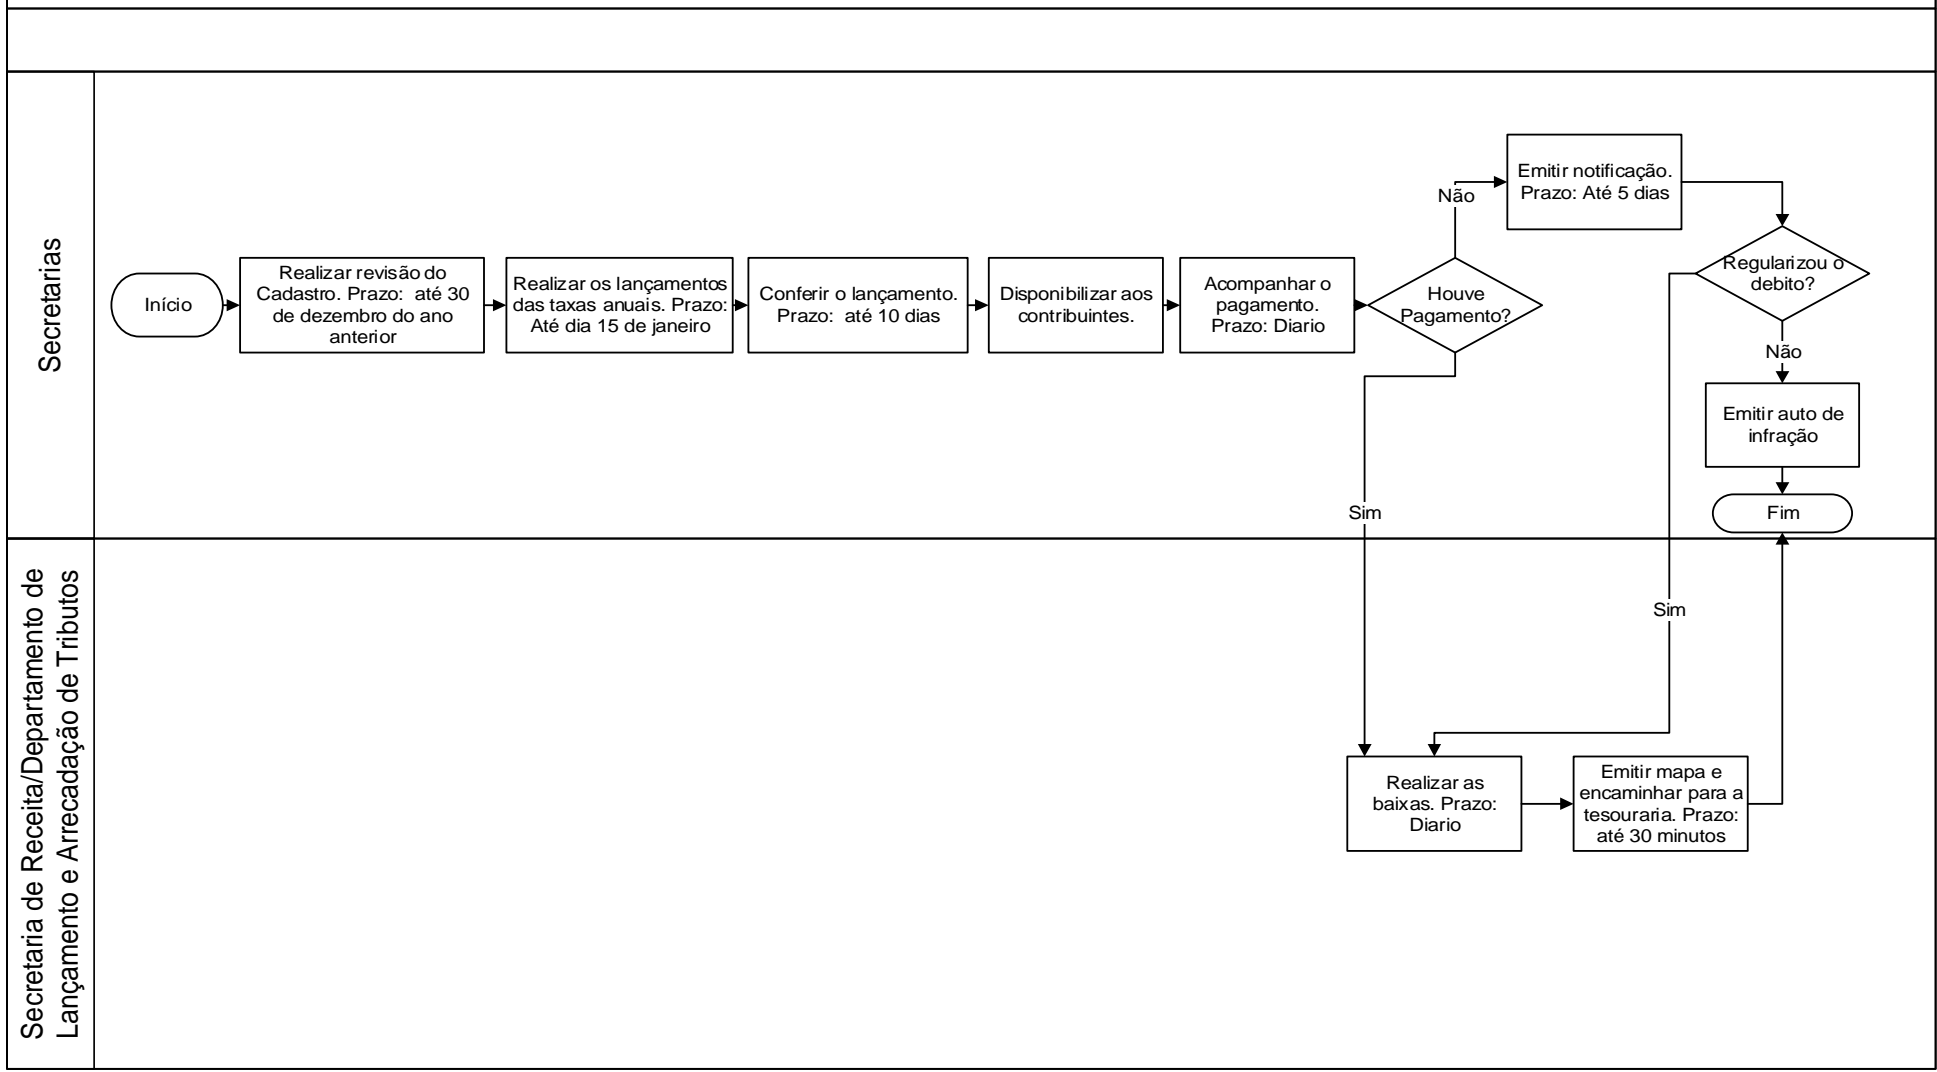 Secretarias
Início
Realizar revisão do
Cadastro. Prazo: até 30
de dezembro do ano
anterior
Realizar os lançamentos
das taxas anuais. Prazo:
Até dia 15 de janeiro
Conferir o lançamento.
Prazo: até 10 dias
Disponibilizar aos
contribuintes.
Acompanhar o
pagamento.
Prazo: Diario
Houve
Pagamento?
Não
Emitir notificação.
Prazo: Até 5 dias
Regularizou o
debito?
Não
Emitir auto de
infração
Fim
Sim
Sim
Secretaria de Receita/Departamento de
Lançamento e Arrecadação de Tributos
Realizar as
baixas. Prazo:
Diario
Emitir mapa e
encaminhar para a
tesouraria. Prazo:
até 30 minutos